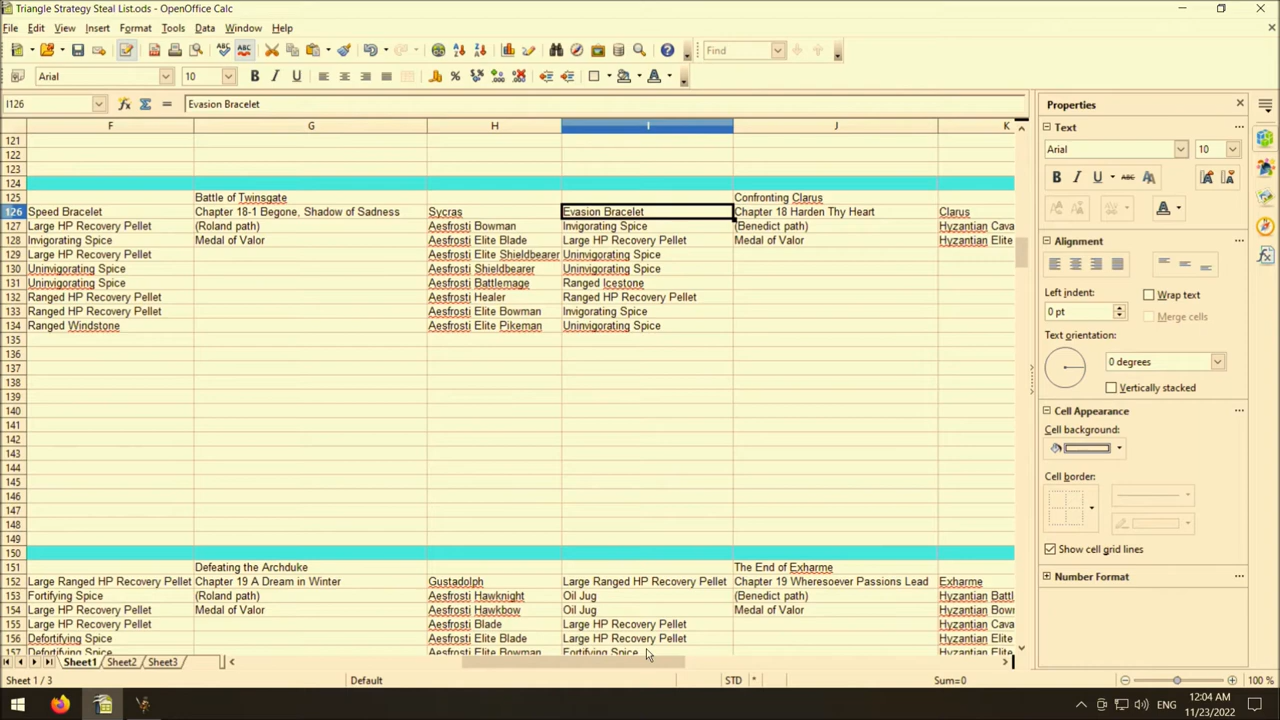 Triangle Strategy Steal List.ods - OpenOffice Calc
File Edit View Insert Format Tools Data Window Help
Find
Arial 10
I126 Evasion Bracelet
Properties
F G H I J K
Text
Arial 10
121
122
123
124
125 Battle of Twinsgate Confronting Clarus
126 Speed Bracelet Chapter 18-1 Begone, Shadow of Sadness Sycras Evasion Bracelet Chapter 18 Harden Thy Heart Clarus
127 Large HP Recovery Pellet (Roland path) Aesfrosti Bowman Invigorating Spice (Benedict path) Hyzantian Cava
128 Invigorating Spice Medal of Valor Aesfrosti Elite Blade Large HP Recovery Pellet Medal of Valor Hyzantian Elite
129 Large HP Recovery Pellet Aesfrosti Elite Shieldbearer Uninvigorating Spice
130 Uninvigorating Spice Aesfrosti Shieldbearer Uninvigorating Spice
131 Uninvigorating Spice Aesfrosti Battlemage Ranged Icestone
132 Ranged HP Recovery Pellet Aesfrosti Healer Ranged HP Recovery Pellet
133 Ranged HP Recovery Pellet Aesfrosti Elite Bowman Invigorating Spice
134 Ranged Windstone Aesfrosti Elite Pikeman Uninvigorating Spice
135
136
137
138
139
140
141
142
143
144
145
146
147
148
149
150
151 Defeating the Archduke The End of Exharme
152 Large Ranged HP Recovery Pellet Chapter 19 A Dream in Winter Gustadolph Large Ranged HP Recovery Pellet Chapter 19 Wheresoever Passions Lead Exharme
153 Fortifying Spice (Roland path) Aesfrosti Hawknight Oil Jug (Benedict path) Hyzantian Battl
154 Large HP Recovery Pellet Medal of Valor Aesfrosti Hawkbow Oil Jug Medal of Valor Hyzantian Bow
155 Large HP Recovery Pellet Aesfrosti Blade Large HP Recovery Pellet Hyzantian Cava
156 Defortifying Spice Aesfrosti Elite Blade Large HP Recovery Pellet Hyzantian Elite
157 Defortifying Spice Aesfrosti Elite Bowman Fortifying Spice Hyzantian Elite
Alignment
Left indent: Wrap text
0 pt Merge cells
Text orientation:
0 degrees
Vertically stacked
Cell Appearance
Cell background:
Cell border:
Show cell grid lines
Number Format
Sheet1 Sheet2 Sheet3
Sheet 1 / 3 Default STD * Sum=0 100 %
ENG 12:04 AM
11/23/2022